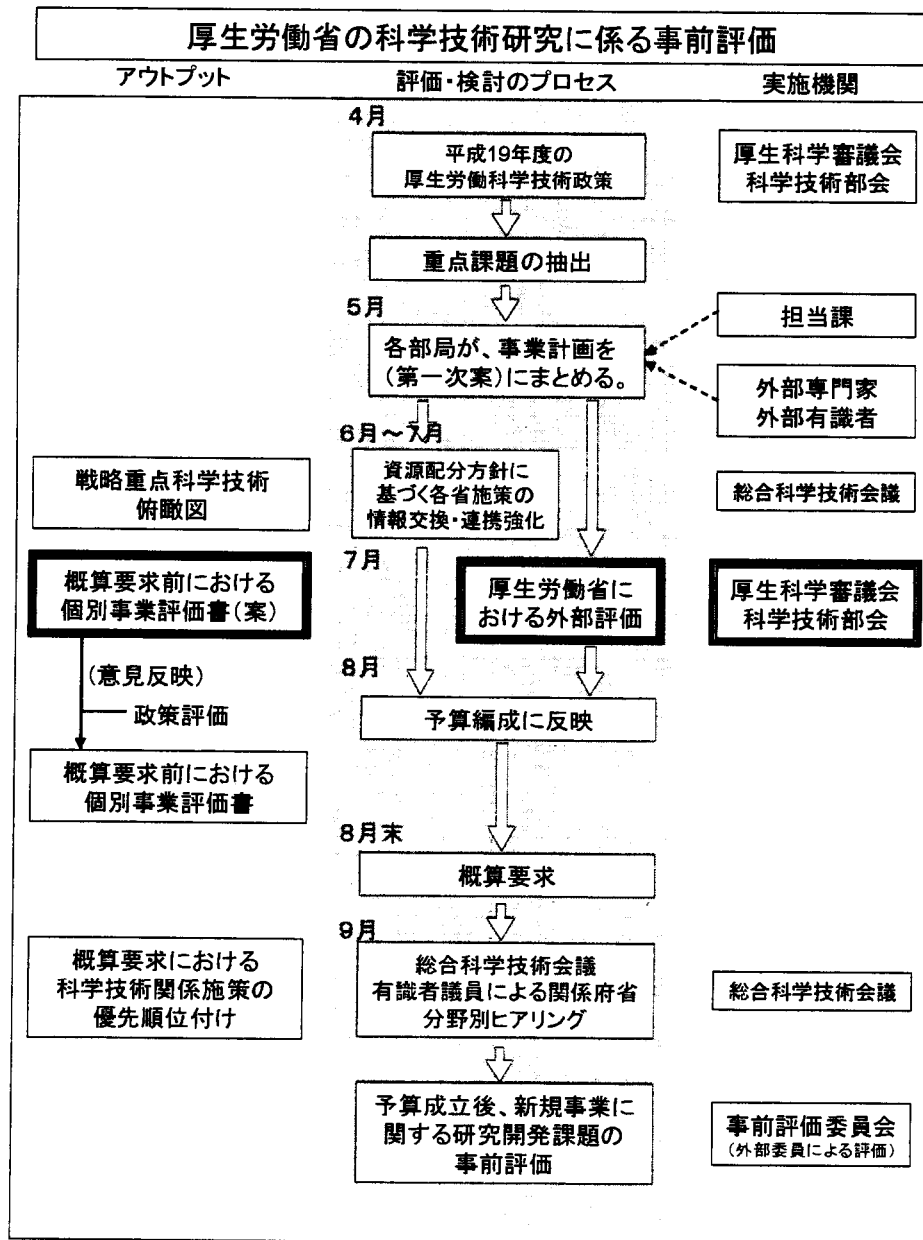 厚生労働省の科学技術研究に係る事前評価
アウトプット
評価・検討のプロセス
実施機関
4月
平成19年度の
厚生労働科学技術政策
厚生科学審議会
科学技術部会
重点課題の抽出
5月
各部局が、事業計画を
(第一次案)にまとめる。
担当課
外部専門家
外部有識者
6月～7月
戦略重点科学技術
俯瞰図
資源配分方針に
基づく各省施策の
情報交換・連携強化
総合科学技術会議
7月
概算要求前における
個別事業評価書(案)
厚生労働省に
おける外部評価
厚生科学審議会
科学技術部会
(意見反映)
政策評価
8月
予算編成に反映
概算要求前における
個別事業評価書
8月末
概算要求
9月
概算要求における
科学技術関係施策の
優先順位付け
総合科学技術会議
有識者議員による関係府省
分野別ヒアリング
総合科学技術会議
予算成立後、新規事業に
関する研究開発課題の
事前評価
事前評価委員会
(外部委員による評価)